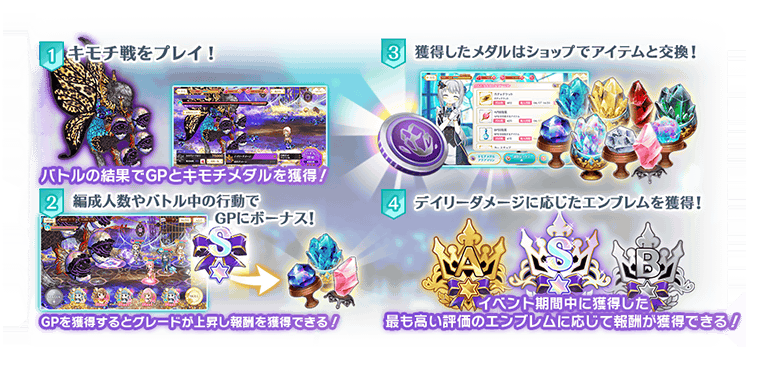 1 キモチ戦をプレイ！
バトルの結果でGPとキモチメダルを獲得！
2 編成人数やバトル中の行動で
GPにボーナス！
S
GPを獲得するとグレードが上昇し報酬を獲得できる！
3 獲得したメダルはショップでアイテムと交換！
4 デイリーダメージに応じたエンブレムを獲得！
A S B
イベント期間中に獲得した
最も高い評価のエンブレムに応じて報酬が獲得できる！